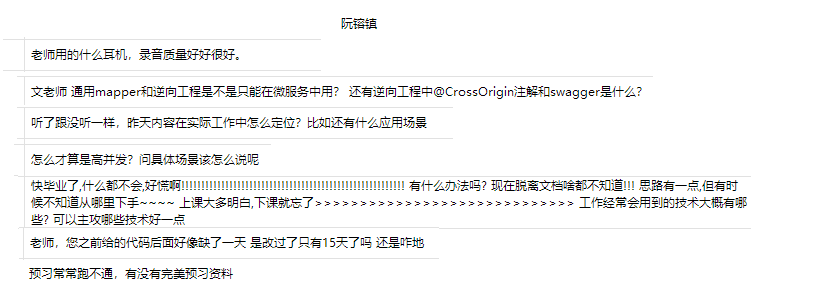 阮镕镇
老师用的什么耳机，录音质量好好很好。
文老师 通用mapper和逆向工程是不是只能在微服务中用？ 还有逆向工程中@CrossOrigin注解和swagger是什么？
听了跟没听一样，昨天内容在实际工作中怎么定位？比如还有什么应用场景
怎么才算是高并发？问具体场景该怎么说呢
快毕业了,什么都不会,好慌啊!!!!!!!!!!!!!!!!!!!!!!!!!!!!!!!!!!!!!!!!!!!!!!!!!!!!!!!! 有什么办法吗? 现在脱离文档啥都不知道!!! 思路有一点,但有时
候不知道从哪里下手~~~~ 上课大多明白,下课就忘了>>>>>>>>>>>>>>>>>>>>>>>>>>>> 工作经常会用到的技术大概有哪
些? 可以主攻哪些技术好一点
老师，您之前给的代码后面好像缺了一天 是改过了只有15天了吗 还是咋地
预习常常跑不通，有没有完美预习资料